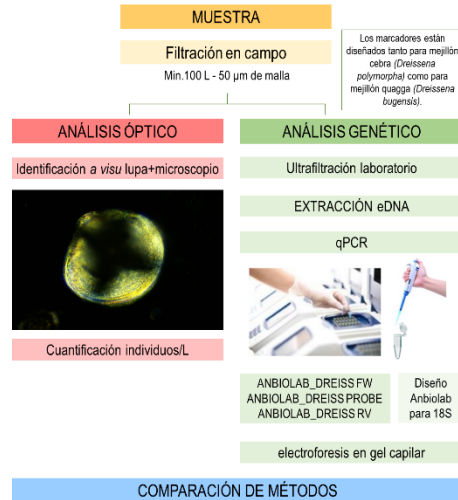 MUESTRA
Filtración en campo
Min.100 L - 50 µm de malla
Los marcadores están
diseñados tanto para mejillón
cebra (Dreissena
polymorpha) como para
mejillón quagga (Dreissena
bugensis).
ANÁLISIS ÓPTICO
Identificación a visu lupa+microscopio
Cuantificación individuos/L
ANÁLISIS GENÉTICO
Ultrafiltración laboratorio
EXTRACCIÓN eDNA
qPCR
ANBIOLAB_DREISS FW
ANBIOLAB_DREISS PROBE
ANBIOLAB_DREISS RV
Diseño
Anbiolab
para 18S
electroforesis en gel capilar
COMPARACIÓN DE MÉTODOS